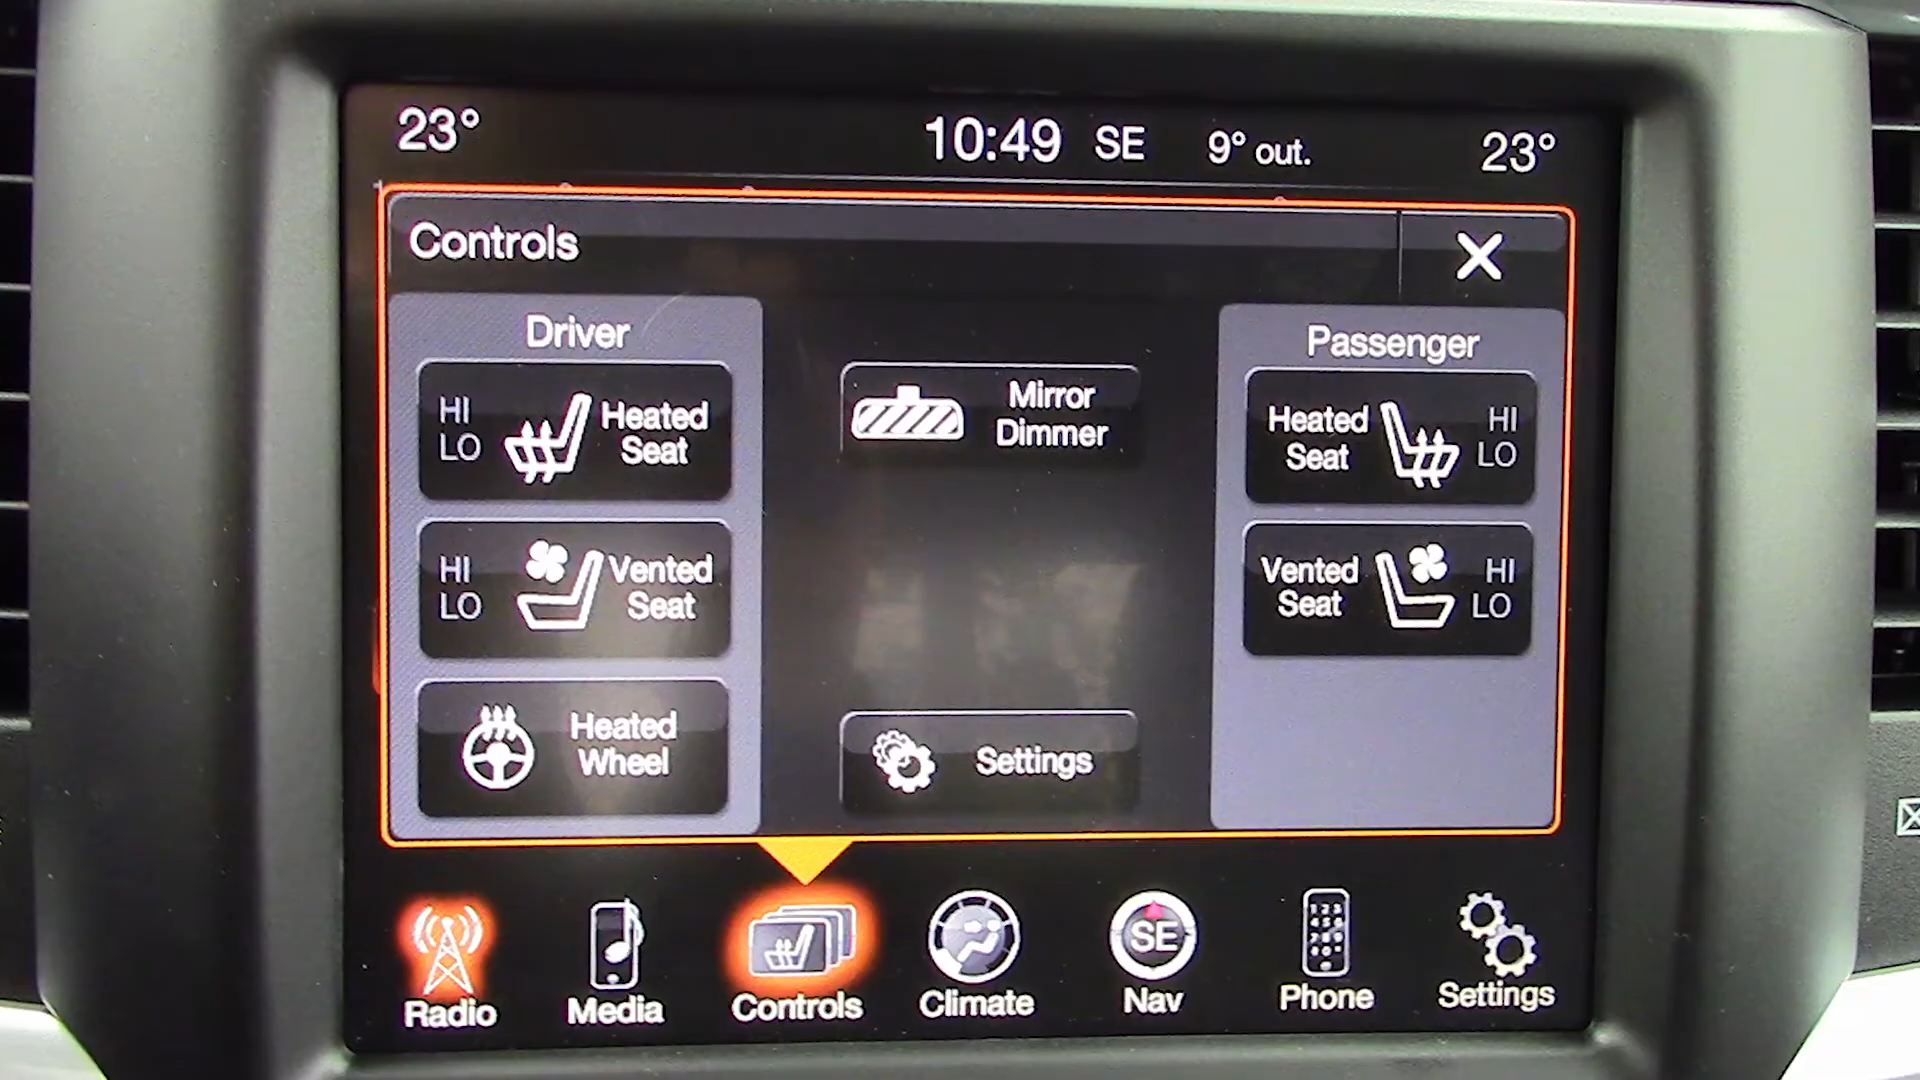 23° 10:49 SE 9° out. 23°
Controls
Driver
HI
LO
Heated
Seat
HI
LO
Vented
Seat
Heated
Wheel
Mirror
Dimmer
Settings
Passenger
Heated
Seat
HI
LO
Vented
Seat
HI
LO
SE
Radio Media Controls Climate Nav Phone Settings